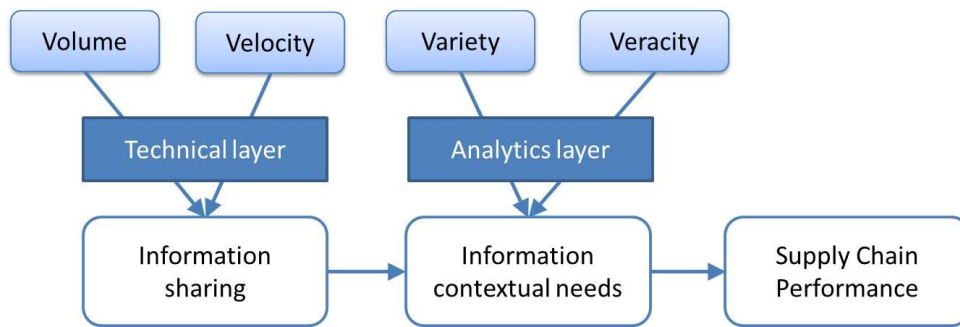 Volume
Velocity
Variety
Veracity
Technical layer
Analytics layer
Information
sharing
Information
contextual needs
Supply Chain
Performance